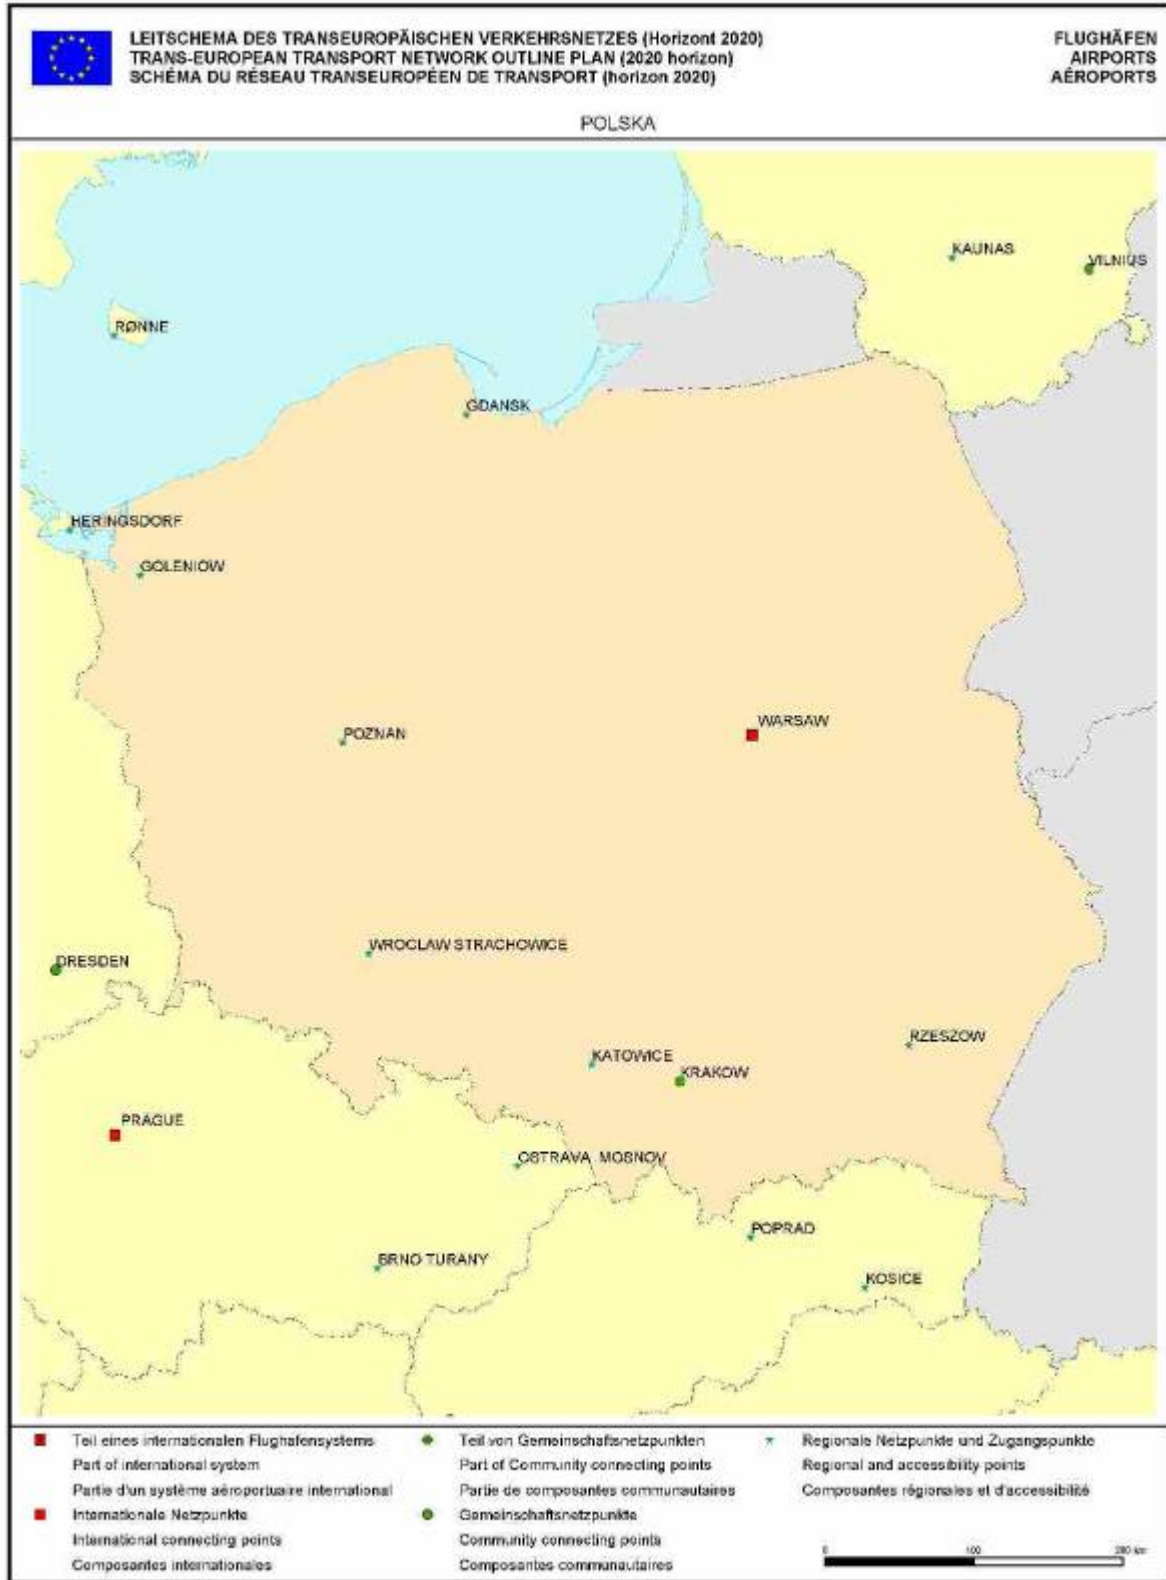 LEITSCHEMA DES TRANSEUROPÄISCHEN VERKEHRSNETZES (Horizont 2020)
TRANS-EUROPEAN TRANSPORT NETWORK OUTLINE PLAN (2020 horizon)
SCHÉMA DU RÉSEAU TRANSEUROPÉEN DE TRANSPORT (horizon 2020)
FLUGHÄFEN
AIRPORTS
AÉROPORTS
POLSKA
KAUNAS
VILNIUS
RØNNE
GDANSK
HERINGSDORF
GOLENIOW
WARSAW
POZNAN
WROCLAW STRACHOWICE
DRESDEN
RZESZOW
KATOWICE
KRAKOW
PRAGUE
OSTRAVA MOSNOV
POPRAD
BRNO TURANY
KOSICE
Teil eines internationalen Flughafensystems
Part of international system
Partie d'un système aéroportuaire international
Internationale Netzpunkte
International connecting points
Composantes internationales
Teil von Gemeinschaftsnetzpunkten
Part of Community connecting points
Partie de composantes communautaires
Gemeinschaftsnetzpunkte
Community connecting points
Composantes communautaires
Regionale Netzpunkte und Zugangspunkte
Regional and accessibility points
Composantes régionales et d'accessibilité
0 100 200 km